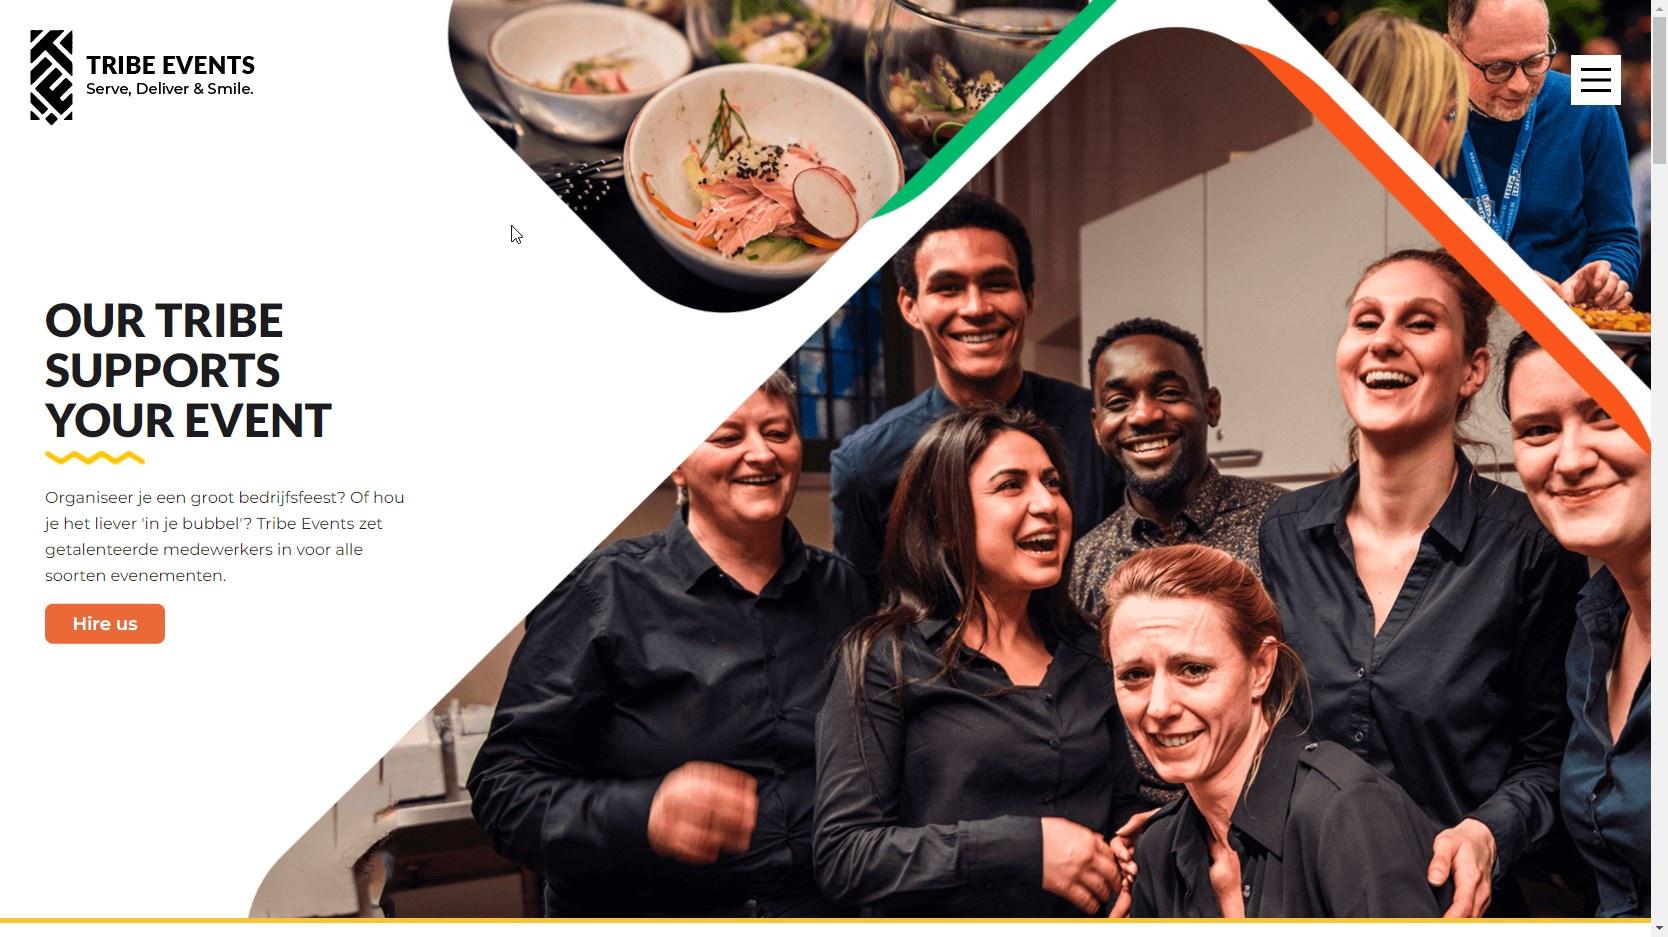 TRIBE EVENTS
Serve, Deliver & Smile.
OUR TRIBE
SUPPORTS
YOUR EVENT
Organiseer je een groot bedrijfsfeest? Of hou
je het liever 'in je bubbel'? Tribe Events zet
getalenteerde medewerkers in voor alle
soorten evenementen.
Hire us